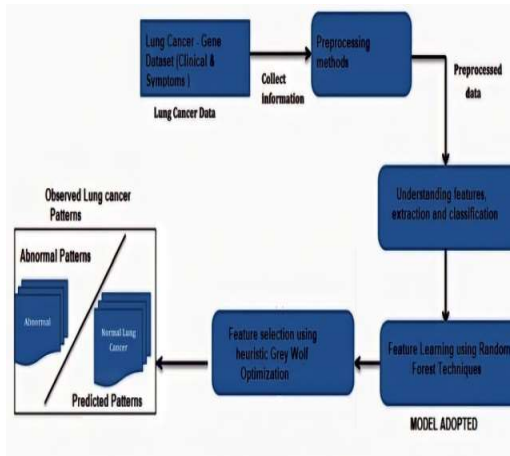 Lung Cancer - Gene
Dataset (Clinical &
Symptoms )
Lung Cancer Data
Collect
information
Preprocessing
methods
Preprocessed
data
Understanding features,
extraction and classification
Feature Learning using Random
Forest Techniques
MODEL ADOPTED
Feature selection using
heuristic Grey Wolf
Optimization
Observed Lung cancer
Patterns
Abnormal Patterns
Abnormal
Normal Lung
Cancer
Predicted Patterns